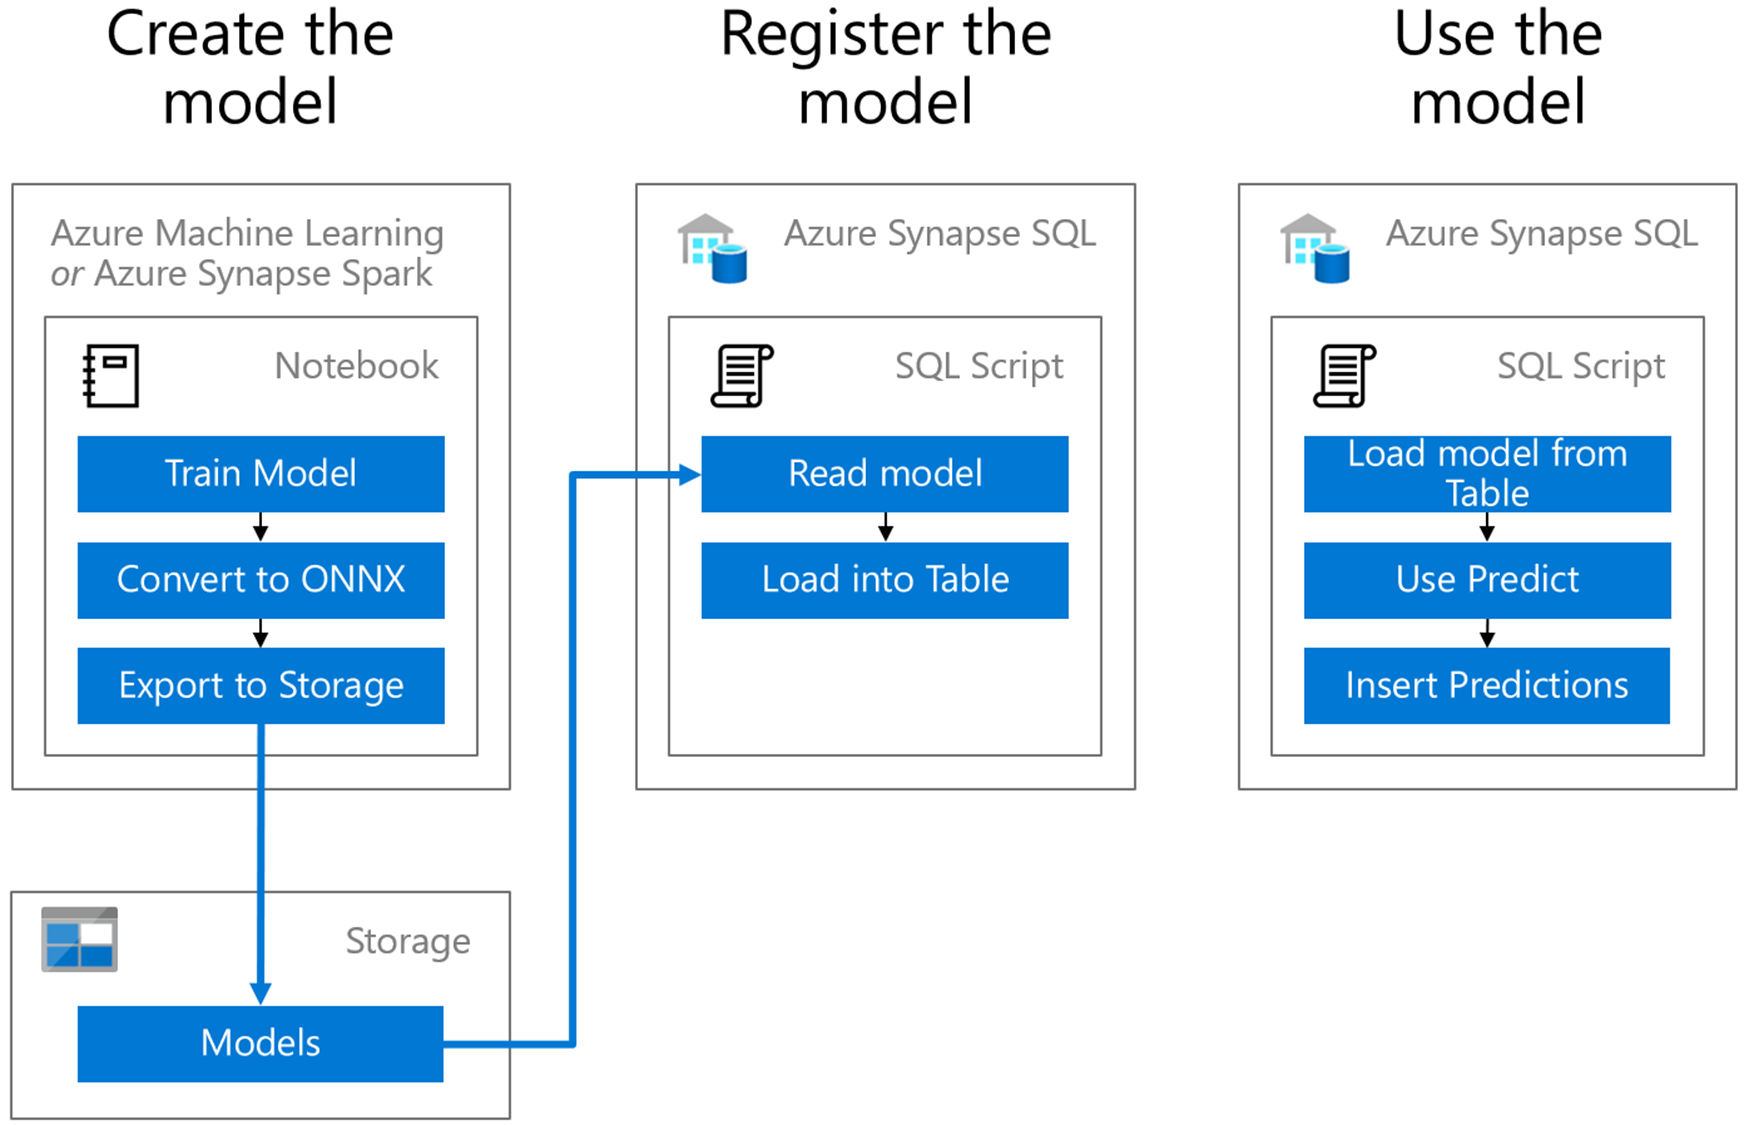 Create the
model
Azure Machine Learning
or Azure Synapse Spark
Notebook
Train Model
Convert to ONNX
Export to Storage
Storage
Models
Register the
model
Azure Synapse SQL
SQL Script
Read model
Load into Table
Use the
model
Azure Synapse SQL
SQL Script
Load model from
Table
Use Predict
Insert Predictions